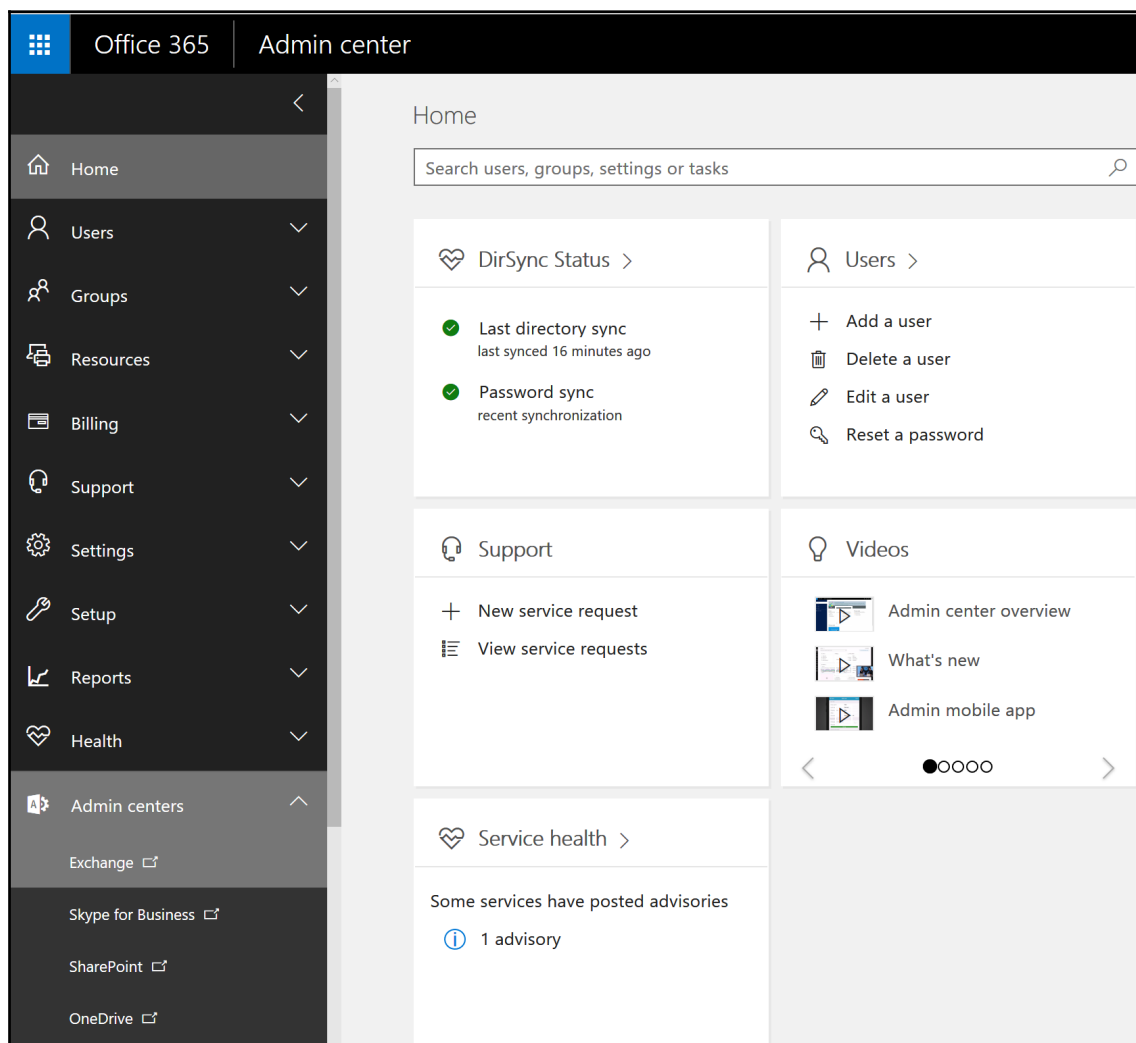 Office 365
Admin center
Home
Users
Groups
Resources
Billing
Support
Settings
Setup
Reports
Health
Admin centers
Exchange
Skype for Business
SharePoint
OneDrive
Home
Search users, groups, settings or tasks
DirSync Status
Last directory sync
last synced 16 minutes ago
Password sync
recent synchronization
Users
Add a user
Delete a user
Edit a user
Reset a password
Support
New service request
View service requests
Videos
Admin center overview
What's new
Admin mobile app
Service health
Some services have posted advisories
1 advisory